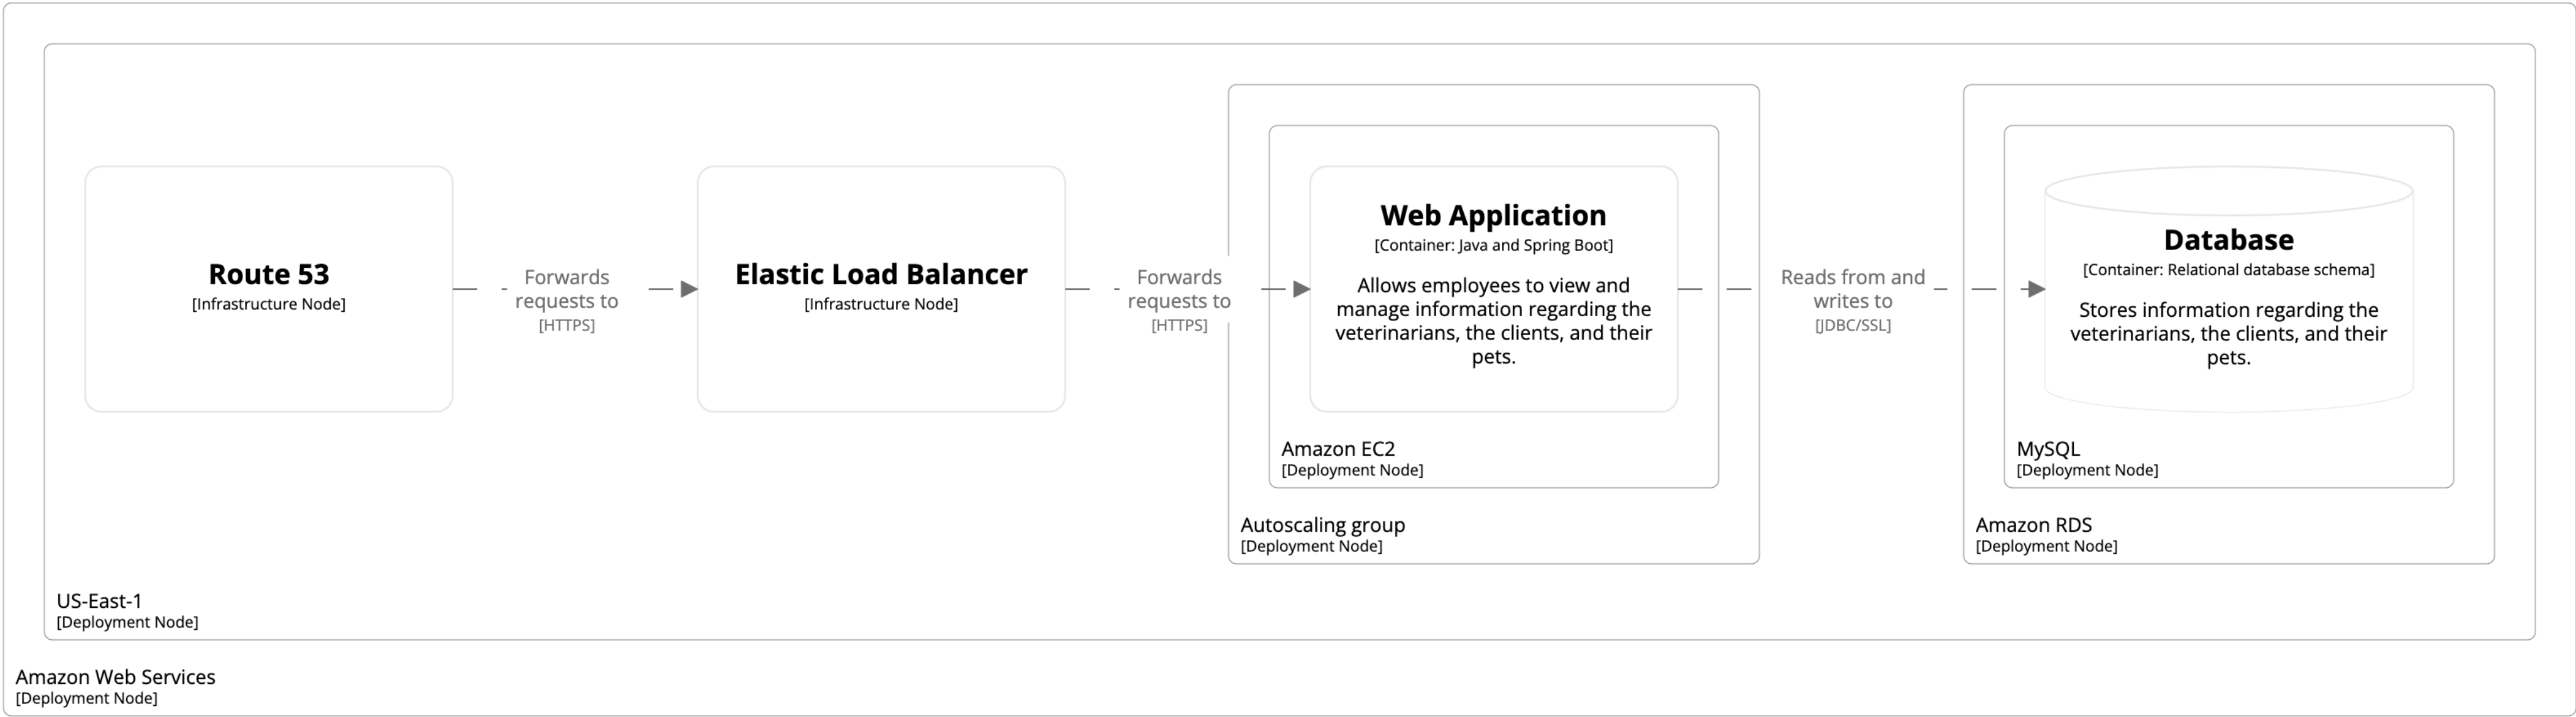 Route 53
[Infrastructure Node]
Forwards
requests to
[HTTPS]
Elastic Load Balancer
[Infrastructure Node]
Forwards
requests to
[HTTPS]
Web Application
[Container: Java and Spring Boot]
Allows employees to view and
manage information regarding the
veterinarians, the clients, and their
pets.
Amazon EC2
[Deployment Node]
Autoscaling group
[Deployment Node]
Reads from and
writes to
[JDBC/SSL]
Database
[Container: Relational database schema]
Stores information regarding the
veterinarians, the clients, and their
pets.
MySQL
[Deployment Node]
Amazon RDS
[Deployment Node]
US-East-1
[Deployment Node]
Amazon Web Services
[Deployment Node]